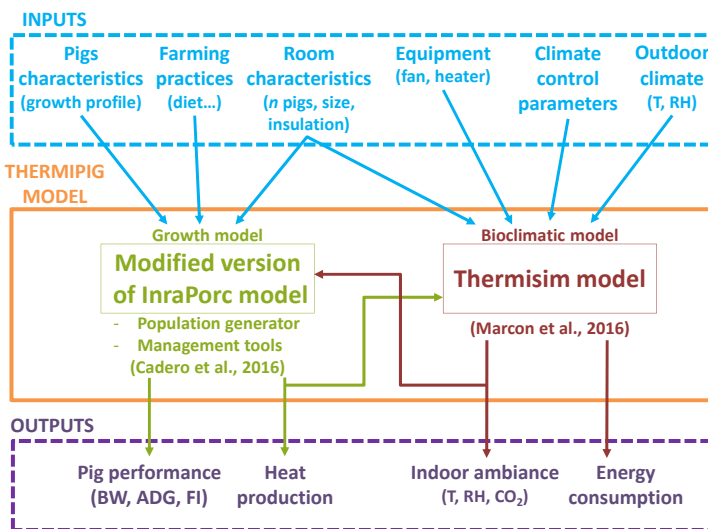 INPUTS
Pigs
characteristics
(growth profile)
Farming
practices
(diet...)
Room
characteristics
(n pigs, size,
insulation)
Equipment
(fan, heater)
Climate
control
parameters
Outdoor
climate
(T, RH)
THERMIPIG
MODEL
Growth model
Modified version
of InraPorc model
- Population generator
- Management tools
(Cadero et al., 2016)
Bioclimatic model
Thermisim model
(Marcon et al., 2016)
OUTPUTS
Pig performance
(BW, ADG, FI)
Heat
production
Indoor ambiance
(T, RH, CO₂)
Energy
consumption